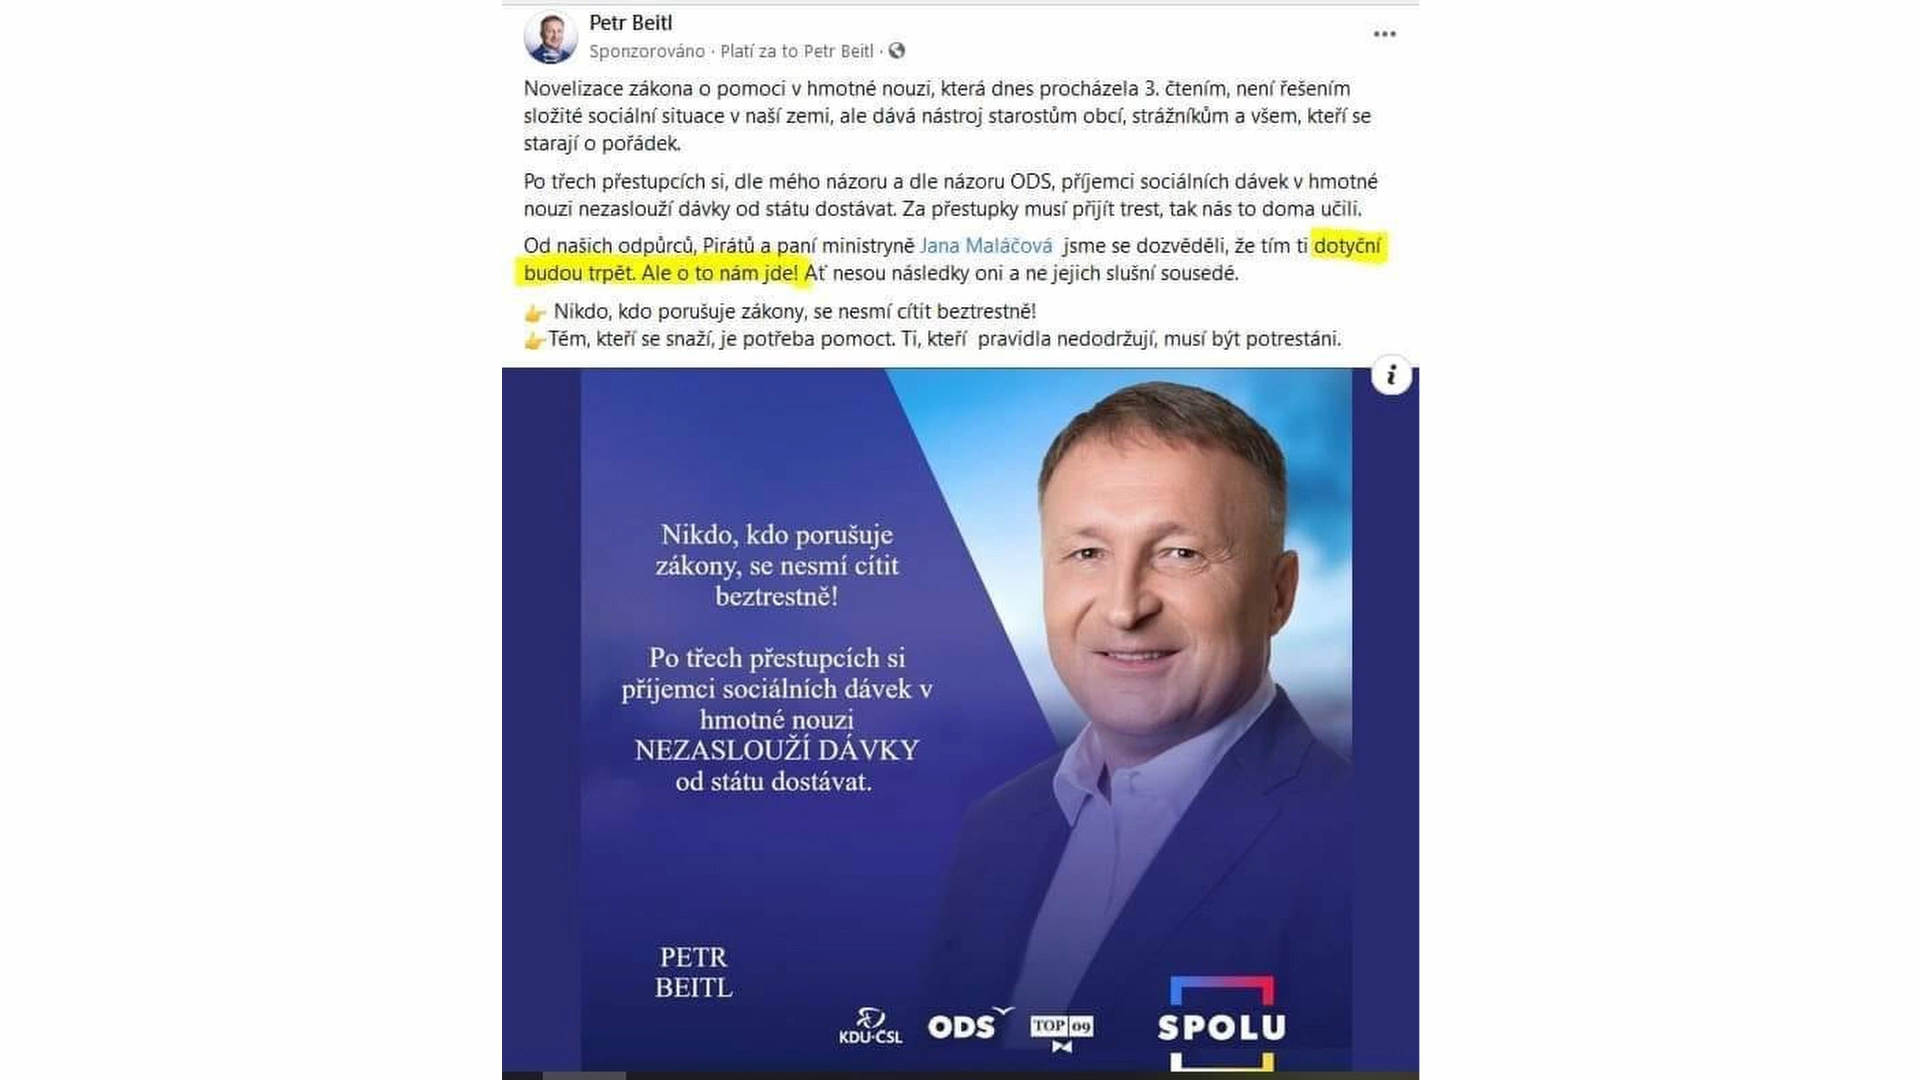 Petr Beitl
Sponzorováno · Platí za to Petr Beitl ·
Novelizace zákona o pomoci v hmotné nouzi, která dnes procházela 3. čtením, není řešením
složité sociální situace v naší zemi, ale dává nástroj starostům obcí, strážníkům a všem, kteří se
starají o pořádek.
Po třech přestupcích si, dle mého názoru a dle názoru ODS, příjemci sociálních dávek v hmotné
nouzi nezaslouží dávky od státu dostávat. Za přestupky musí přijít trest, tak nás to doma učili.
Od našich odpůrců, Pirátů a paní ministryně Jana Maláčová jsme se dozvěděli, že tím ti dotyční
budou trpět. Ale o to nám jde! Ať nesou následky oni a ne jejich slušní sousedé.
👉 Nikdo, kdo porušuje zákony, se nesmí cítit beztrestně!
👉Těm, kteří se snaží, je potřeba pomoct. Ti, kteří pravidla nedodržují, musí být potrestáni.
Nikdo, kdo porušuje
zákony, se nesmí cítit
beztrestně!
Po třech přestupcích si
příjemci sociálních dávek v
hmotné nouzi
NEZASLOUŽÍ DÁVKY
od státu dostávat.
PETR
BEITL
KDU-ČSL ODS TOP 09 SPOLU